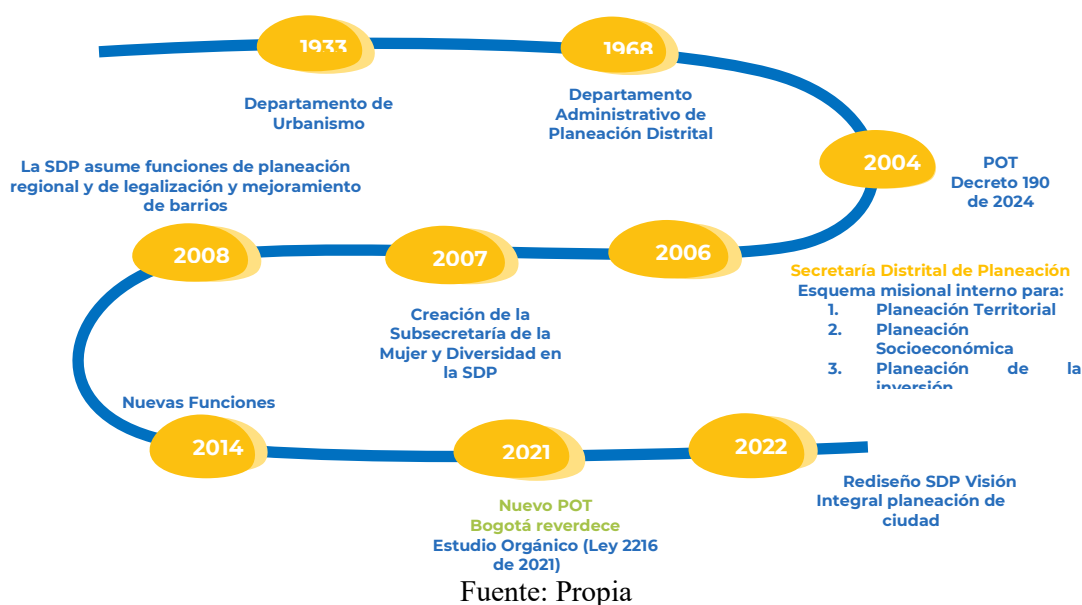 1933
1968
Departamento de
Urbanismo
Departamento
Administrativo de
Planeación Distrital
2004
POT
Decreto 190
de 2024
La SDP asume funciones de planeación
regional y de legalización y mejoramiento
de barrios
2008
2007
2006
Secretaría Distrital de Planeación
Esquema misional interno para:
1. Planeación Territorial
2. Planeación
Socioeconómica
3. Planeación de la
inversión
Creación de la
Subsecretaría de la
Mujer y Diversidad en
la SDP
Nuevas Funciones
2014
2021
2022
Nuevo POT
Bogotá reverdece
Estudio Orgánico (Ley 2216
de 2021)
Rediseño SDP Visión
Integral planeación de
ciudad
Fuente: Propia